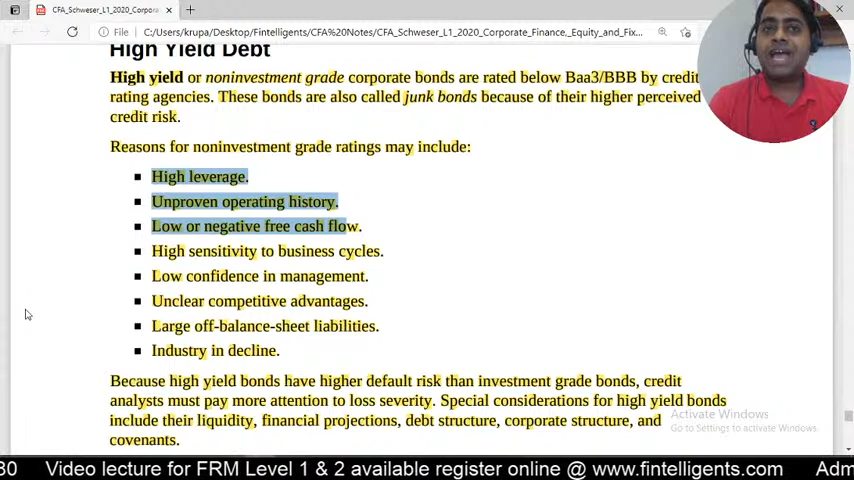 CFA_Schweser_L1_2020_Corpora
File
C:/Users/krupa/Desktop/Fintelligents/CFA%20Notes/CFA_Schweser_L1_2020_Corporate_Finance,_Equity_and_Fix...
High Yield Debt
High yield or noninvestment grade corporate bonds are rated below Baa3/BBB by credit
rating agencies. These bonds are also called junk bonds because of their higher perceived
credit risk.
Reasons for noninvestment grade ratings may include:
High leverage.
Unproven operating history.
Low or negative free cash flow.
High sensitivity to business cycles.
Low confidence in management.
Unclear competitive advantages.
Large off-balance-sheet liabilities.
Industry in decline.
Because high yield bonds have higher default risk than investment grade bonds, credit
analysts must pay more attention to loss severity. Special considerations for high yield bonds
include their liquidity, financial projections, debt structure, corporate structure, and
covenants.
Activate Windows
Go to Settings to activate Windows.
30 Video lecture for FRM Level 1 & 2 available register online @ www.fintelligents.com